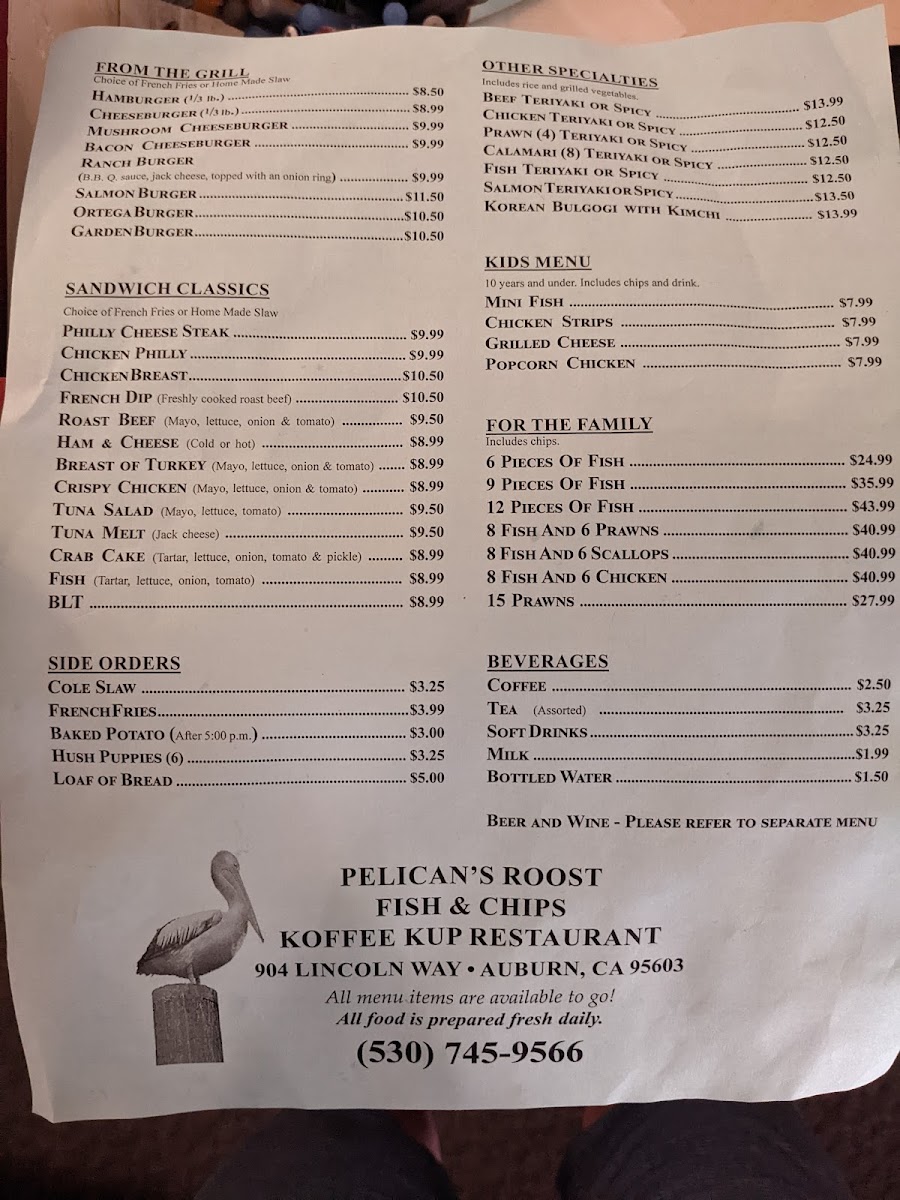 FROM THE GRILL
Choice of French Fries or Home Made Slaw
HAMBURGER (1/3 lb.) $8.50
CHEESEBURGER (1/3 lb.) $8.99
MUSHROOM CHEESEBURGER $9.99
BACON CHEESEBURGER $9.99
RANCH BURGER
(B.B. Q. sauce, jack cheese, topped with an onion ring) $9.99
SALMON BURGER $11.50
ORTEGA BURGER $10.50
GARDEN BURGER $10.50
SANDWICH CLASSICS
Choice of French Fries or Home Made Slaw
PHILLY CHEESE STEAK $9.99
CHICKEN PHILLY $9.99
CHICKEN BREAST $10.50
FRENCH DIP (Freshly cooked roast beef) $10.50
ROAST BEEF (Mayo, lettuce, onion & tomato) $9.50
HAM & CHEESE (Cold or hot) $8.99
BREAST OF TURKEY (Mayo, lettuce, onion & tomato) $8.99
CRISPY CHICKEN (Mayo, lettuce, onion & tomato) $8.99
TUNA SALAD (Mayo, lettuce, tomato) $9.50
TUNA MELT (Jack cheese) $9.50
CRAB CAKE (Tartar, lettuce, onion, tomato & pickle) $8.99
FISH (Tartar, lettuce, onion, tomato) $8.99
BLT $8.99
SIDE ORDERS
COLE SLAW $3.25
FRENCH FRIES $3.99
BAKED POTATO (After 5:00 p.m.) $3.00
HUSH PUPPIES (6) $3.25
LOAF OF BREAD $5.00
OTHER SPECIALTIES
Includes rice and grilled vegetables.
BEEF TERIYAKI OR SPICY $13.99
CHICKEN TERIYAKI OR SPICY $12.50
PRAWN (4) TERIYAKI OR SPICY $12.50
CALAMARI (8) TERIYAKI OR SPICY $12.50
FISH TERIYAKI OR SPICY $12.50
SALMON TERIYAKI OR SPICY $13.50
KOREAN BULGOGI WITH KIMCHI $13.99
KIDS MENU
10 years and under. Includes chips and drink.
MINI FISH $7.99
CHICKEN STRIPS $7.99
GRILLED CHEESE $7.99
POPCORN CHICKEN $7.99
FOR THE FAMILY
Includes chips.
6 PIECES OF FISH $24.99
9 PIECES OF FISH $35.99
12 PIECES OF FISH $43.99
8 FISH AND 6 PRAWNS $40.99
8 FISH AND 6 SCALLOPS $40.99
8 FISH AND 6 CHICKEN $40.99
15 PRAWNS $27.99
BEVERAGES
COFFEE $2.50
TEA (Assorted) $3.25
SOFT DRINKS $3.25
MILK $1.99
BOTTLED WATER $1.50
BEER AND WINE - PLEASE REFER TO SEPARATE MENU
PELICAN'S ROOST
FISH & CHIPS
KOFFEE KUP RESTAURANT
904 LINCOLN WAY • AUBURN, CA 95603
All menu items are available to go!
All food is prepared fresh daily.
(530) 745-9566